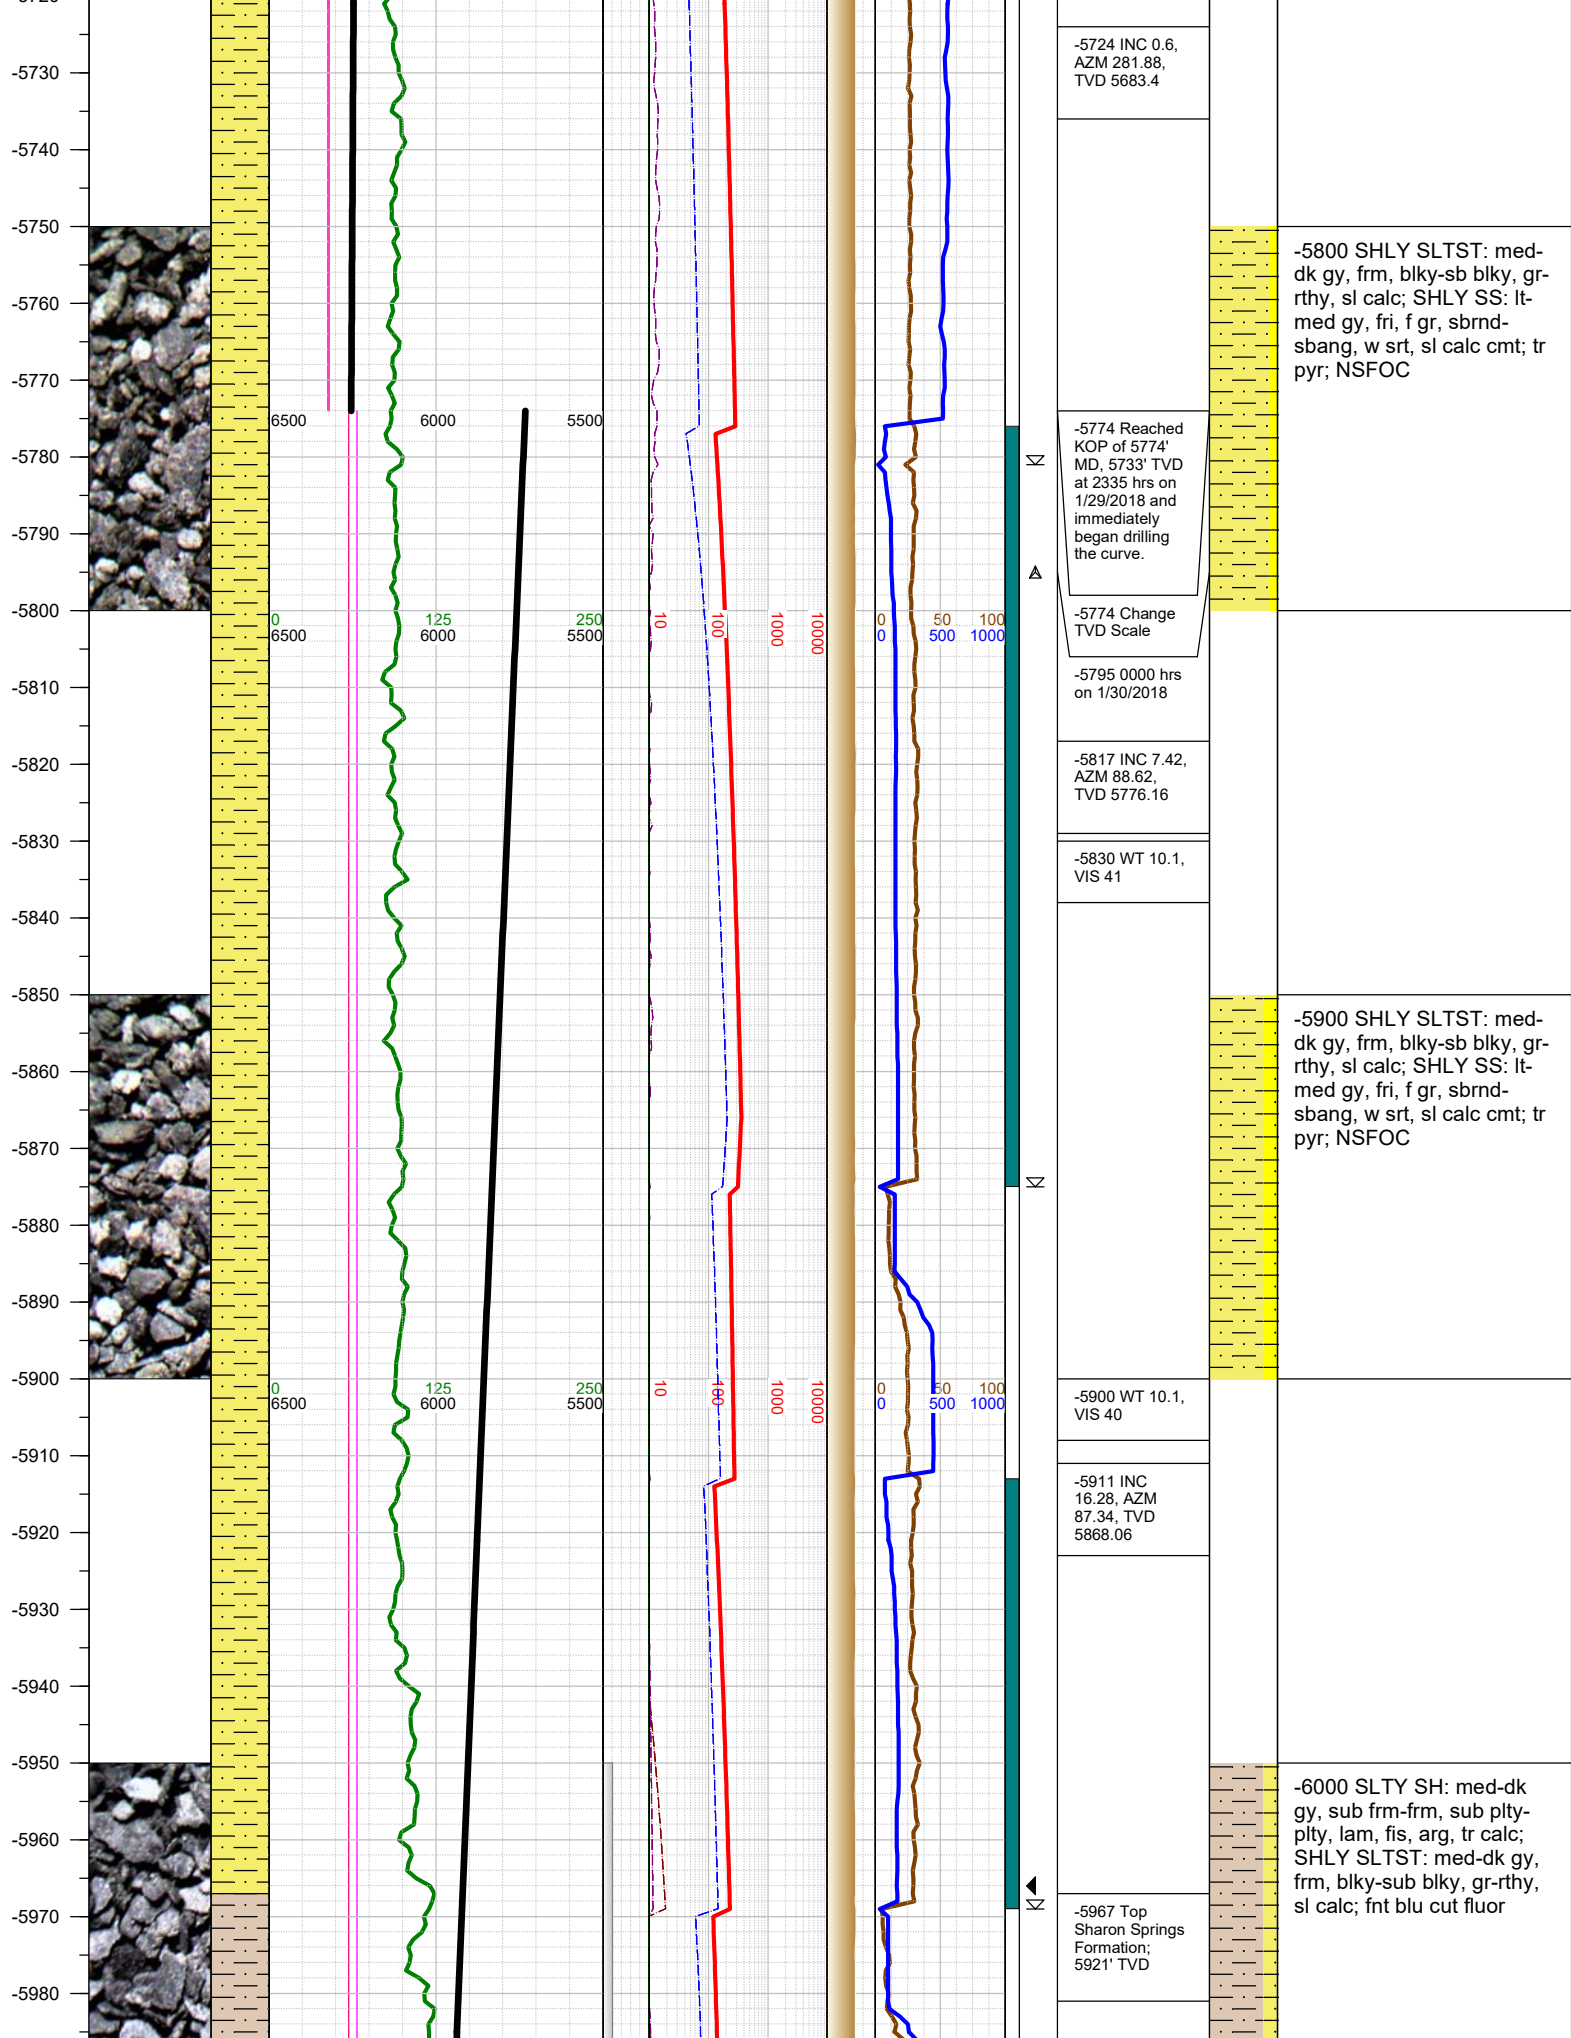 -5720
-5730
-5740
-5750
-5760
-5770
-5780
-5790
-5800
-5810
-5820
-5830
-5840
-5850
-5860
-5870
-5880
-5890
-5900
-5910
-5920
-5930
-5940
-5950
-5960
-5970
-5980
6500 6000 5500
0 125 250
6500 6000 5500
10 100 1000 10000
0 50 100
0 500 1000
0 125 250
6500 6000 5500
10 100 1000 10000
0 50 100
0 500 1000
-5724 INC 0.6,
AZM 281.88,
TVD 5683.4
-5774 Reached
KOP of 5774'
MD, 5733' TVD
at 2335 hrs on
1/29/2018 and
immediately
began drilling
the curve.
-5774 Change
TVD Scale
-5795 0000 hrs
on 1/30/2018
-5817 INC 7.42,
AZM 88.62,
TVD 5776.16
-5830 WT 10.1,
VIS 41
-5900 WT 10.1,
VIS 40
-5911 INC
16.28, AZM
87.34, TVD
5868.06
-5967 Top
Sharon Springs
Formation;
5921' TVD
-5800 SHLY SLTST: med-
dk gy, frm, blky-sb blky, gr-
rthy, sl calc; SHLY SS: lt-
med gy, fri, f gr, sbrnd-
sbang, w srt, sl calc cmt; tr
pyr; NSFOC
-5900 SHLY SLTST: med-
dk gy, frm, blky-sb blky, gr-
rthy, sl calc; SHLY SS: lt-
med gy, fri, f gr, sbrnd-
sbang, w srt, sl calc cmt; tr
pyr; NSFOC
-6000 SLTY SH: med-dk
gy, sub frm-frm, sub plty-
plty, lam, fis, arg, tr calc;
SHLY SLTST: med-dk gy,
frm, blky-sub blky, gr-rthy,
sl calc; fnt blu cut fluor